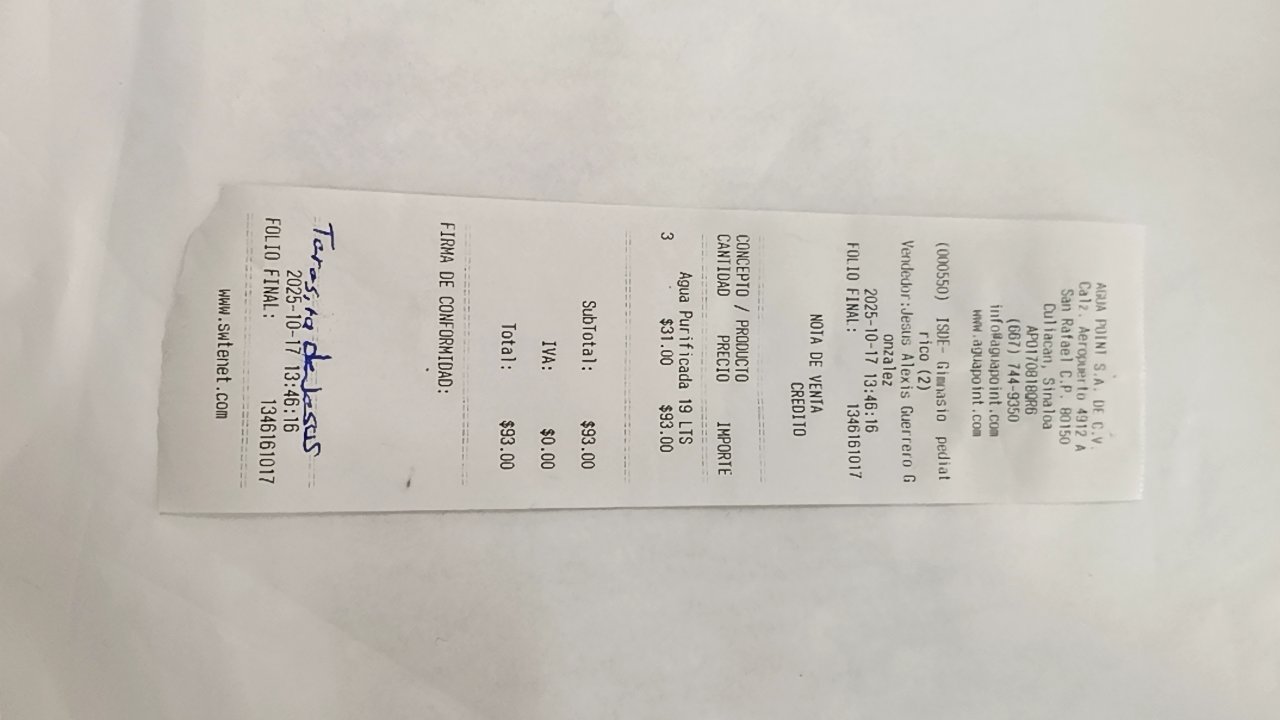 AGUA POINT S.A. DE C.V.
Calz. Aeropuerto 4912 A
San Rafael C.P. 80150
Culiacan, Sinaloa
APO170818QR6
(667) 744-9350
info@aguapoint.com
www.aguapoint.com
(000550) ISDE- Gimnasio pediat
rico (2)
Vendedor:Jesus Alexis Guerrero G
onzalez
2025-10-17 13:46:16
FOLIO FINAL: 1346161017
NOTA DE VENTA
CREDITO
CONCEPTO / PRODUCTO
CANTIDAD PRECIO IMPORTE
Agua Purificada 19 LTS
3 $31.00 $93.00
SubTotal: $93.00
IVA: $0.00
Total: $93.00
FIRMA DE CONFORMIDAD:
Teresita de Jesus
2025-10-17 13:46:16
FOLIO FINAL: 1346161017
www.swtenet.com